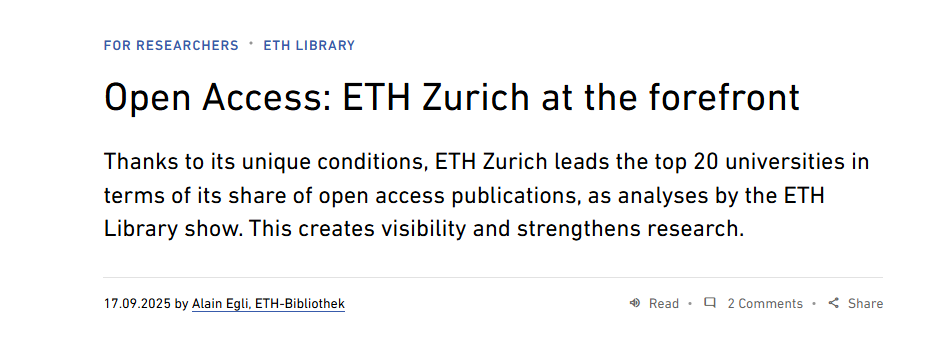 FOR RESEARCHERS • ETH LIBRARY
Open Access: ETH Zurich at the forefront
Thanks to its unique conditions, ETH Zurich leads the top 20 universities in
terms of its share of open access publications, as analyses by the ETH
Library show. This creates visibility and strengthens research.
17.09.2025 by Alain Egli, ETH-Bibliothek
Read • 2 Comments • Share